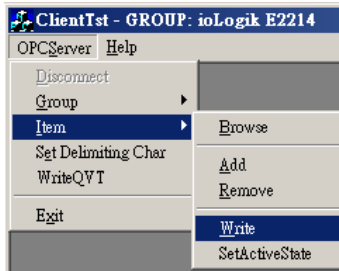 ClientTst - GROUP: ioLogik E2214
OPCServer Help
Disconnect
Group
Item
Set Delimiting Char
WriteQVT
Exit
Browse
Add
Remove
Write
SetActiveState